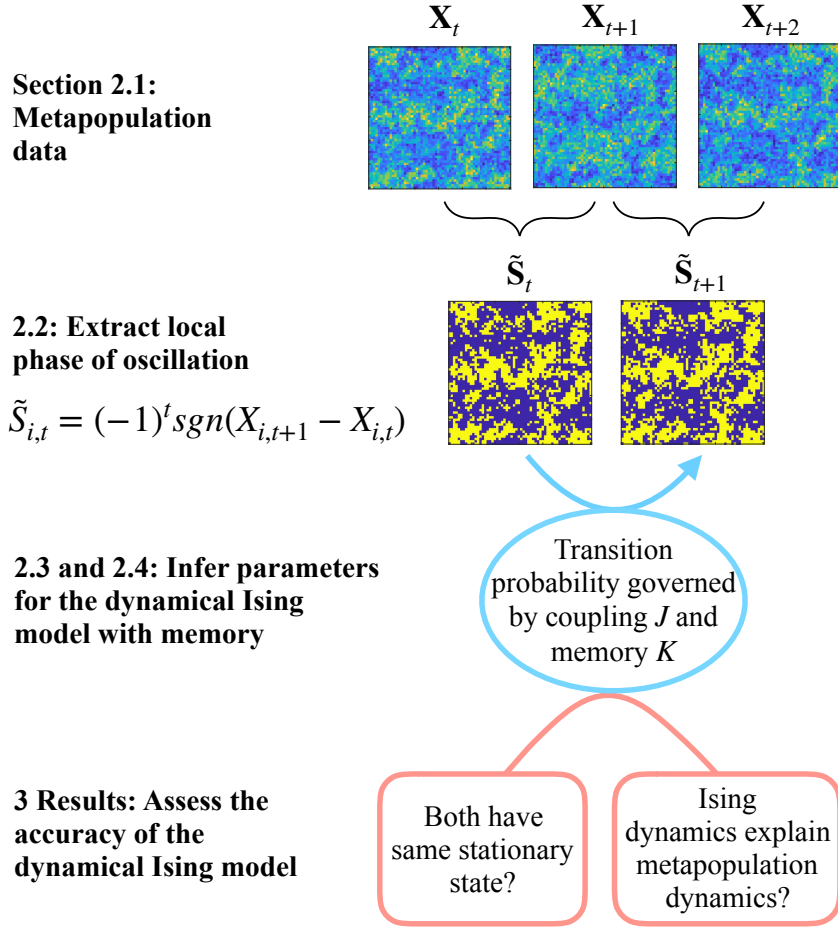 X_t X_{t+1} X_{t+2}
Section 2.1:
Metapopulation
data
S̃_t S̃_{t+1}
2.2: Extract local
phase of oscillation
S̃_{i,t} = (−1)^t sgn(X_{i,t+1} − X_{i,t})
2.3 and 2.4: Infer parameters
for the dynamical Ising
model with memory
Transition
probability governed
by coupling J and
memory K
3 Results: Assess the
accuracy of the
dynamical Ising model
Both have
same stationary
state?
Ising
dynamics explain
metapopulation
dynamics?